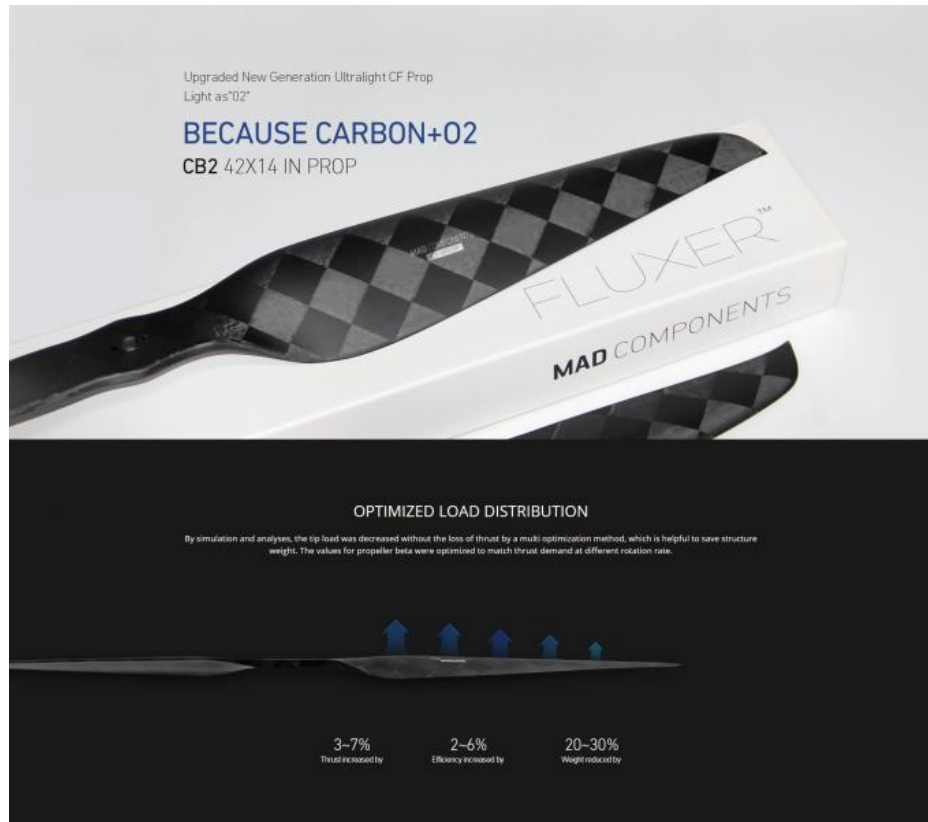 Upgraded New Generation Ultralight CF Prop
Light as"02"
BECAUSE CARBON+O2
CB2 42X14 IN PROP
MAD COMPONENTS
FLUXER™
MAD COMPONENTS
OPTIMIZED LOAD DISTRIBUTION
By simulation and analyses, the tip load was decreased without the loss of thrust by a multi optimization method, which is helpful to save structure
weight. The values for propeller beta were optimized to match thrust demand at different rotation rate.
3~7%
Thrust increased by
2~6%
Efficiency increased by
20~30%
Weight reduced by